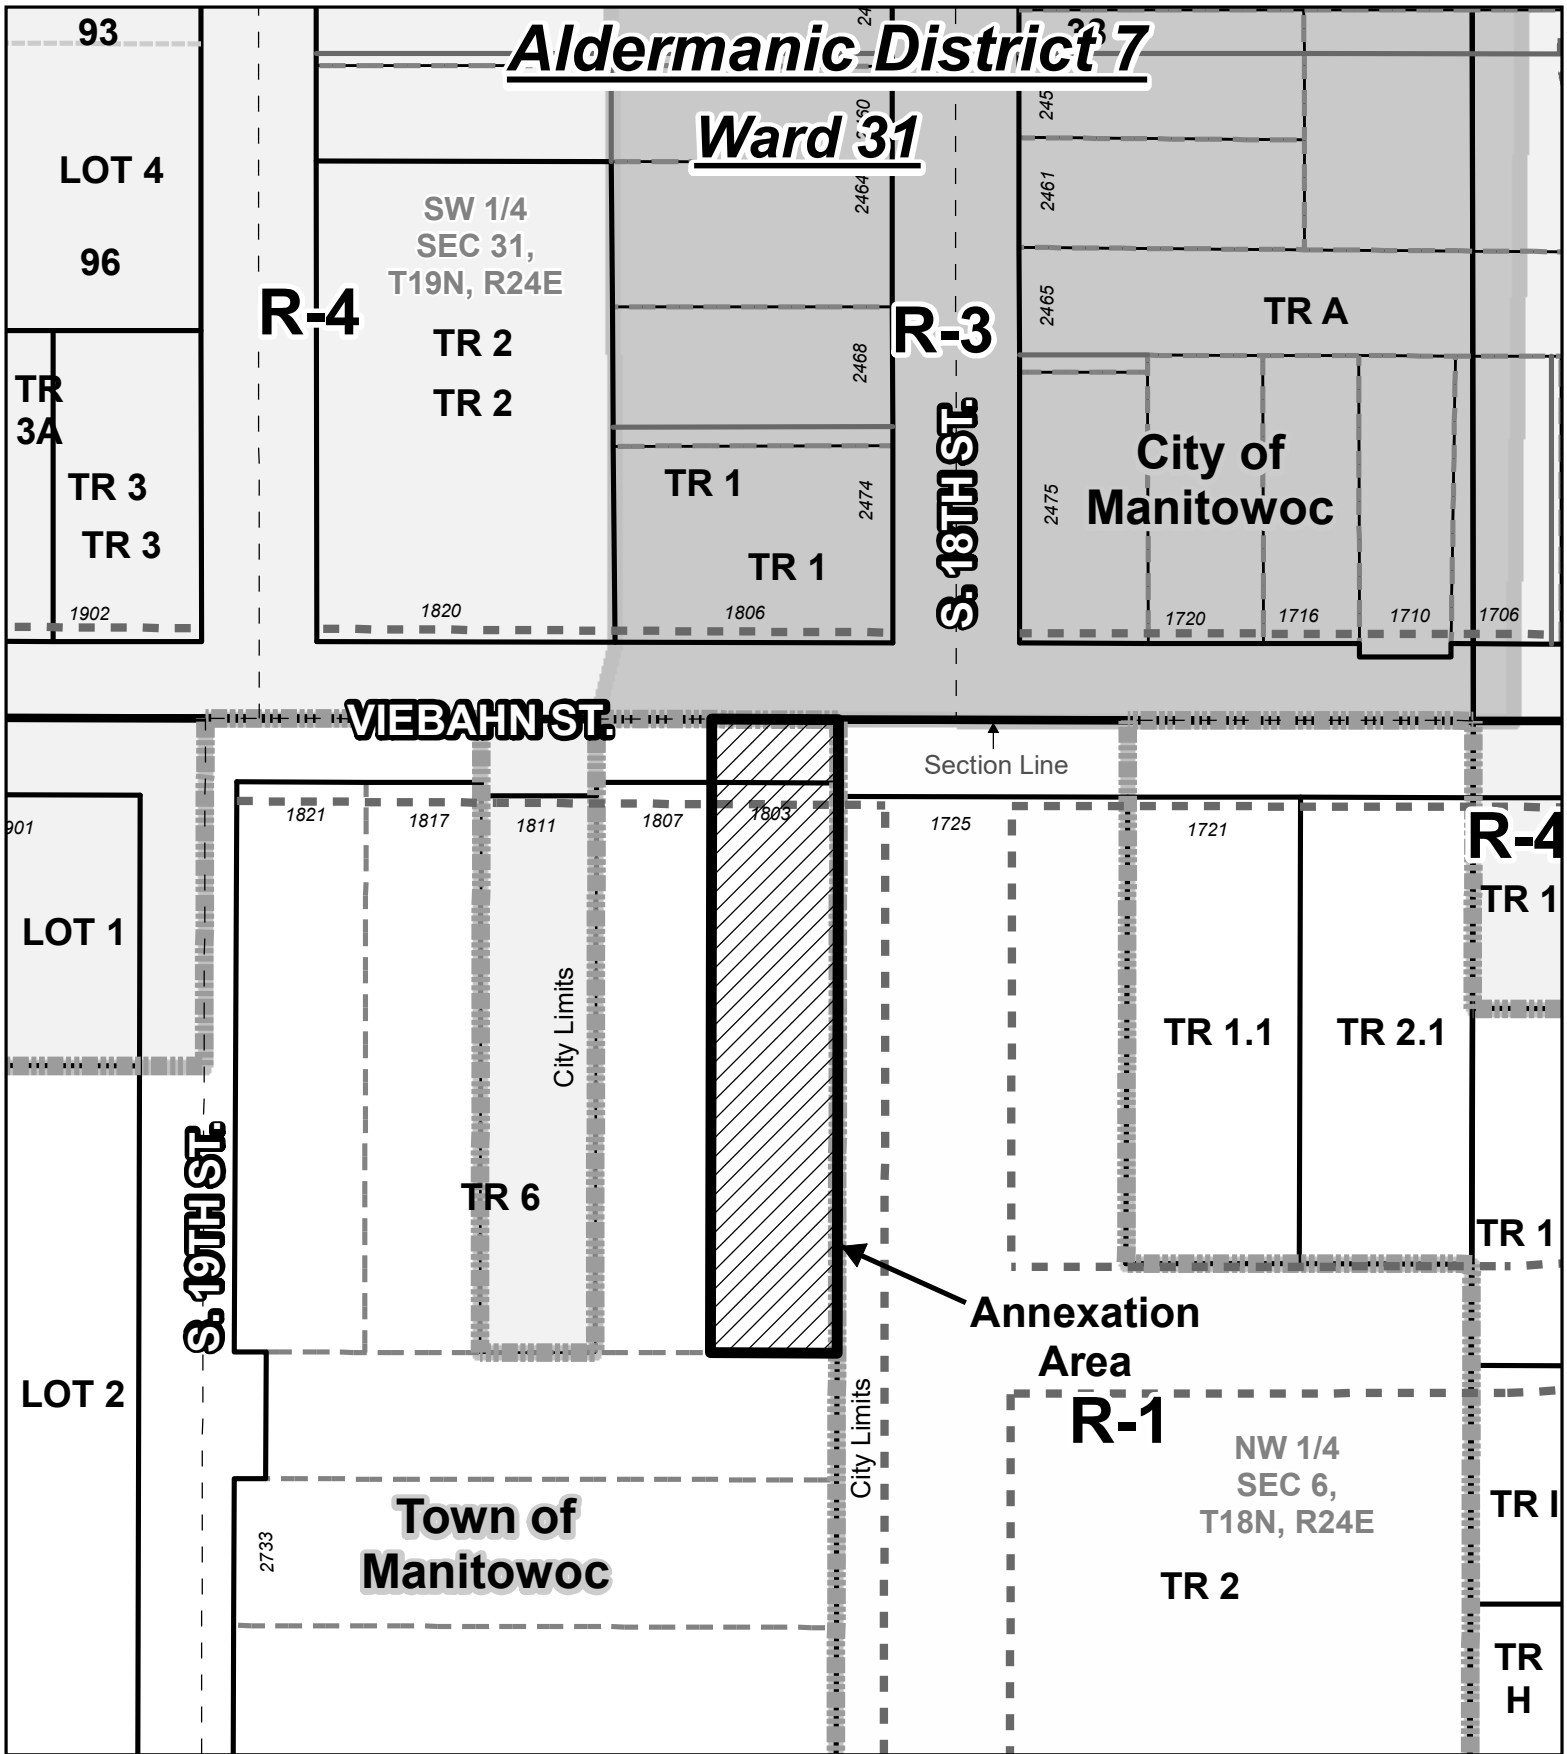 Aldermanic District 7
Ward 31
93
33
24
LOT 4
96
2464
245
2461
SW 1/4
SEC 31,
T19N, R24E
R-4
R-3
2465
TR A
TR 2
TR 2
2468
TR
3A
TR 3
TR 3
TR 1
2474
TR 1
S. 18TH ST.
2475
City of
Manitowoc
1902
1820
1806
1720
1716
1710
1706
VIEBAHN ST.
Section Line
901
1821
1817
1811
1807
1803
1725
1721
R-4
TR 1
LOT 1
City Limits
TR 1.1
TR 2.1
S. 19TH ST.
TR 6
TR 1
Annexation
Area
LOT 2
City Limits
R-1
NW 1/4
SEC 6,
T18N, R24E
TR I
Town of
Manitowoc
2733
TR 2
TR
H